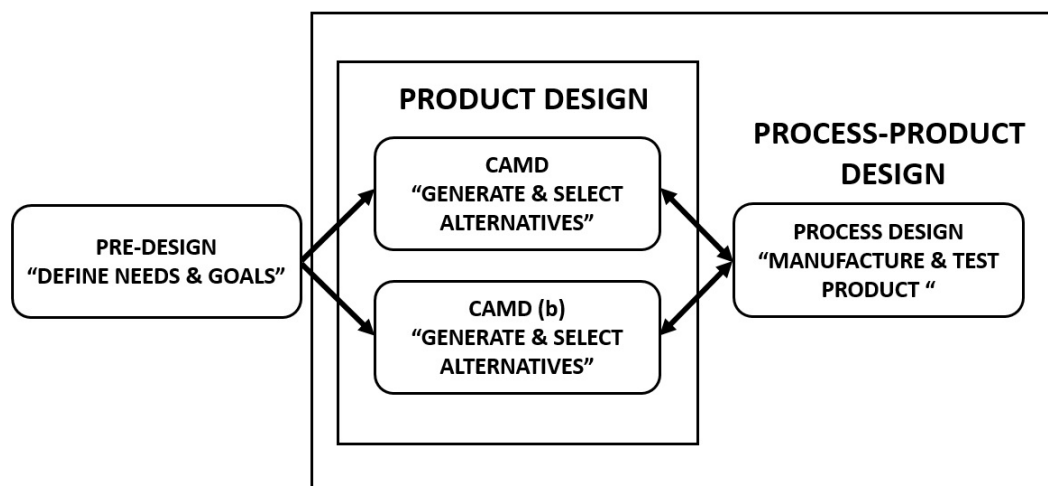 PRODUCT DESIGN
PROCESS-PRODUCT
DESIGN
CAMD
“GENERATE & SELECT
ALTERNATIVES”
PRE-DESIGN
“DEFINE NEEDS & GOALS”
PROCESS DESIGN
“MANUFACTURE & TEST
PRODUCT “
CAMD (b)
“GENERATE & SELECT
ALTERNATIVES”